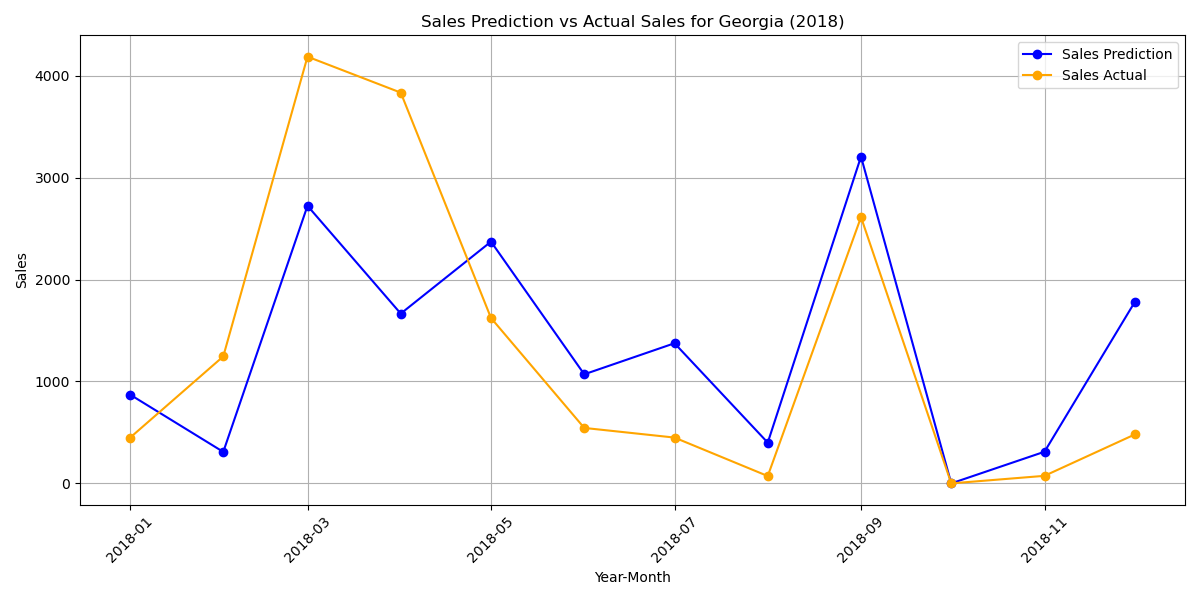 Sales Prediction vs Actual Sales for Georgia (2018)
Sales Prediction
Sales Actual
4000
3000
2000
1000
0
Sales
2018-01
2018-03
2018-05
2018-07
2018-09
2018-11
Year-Month